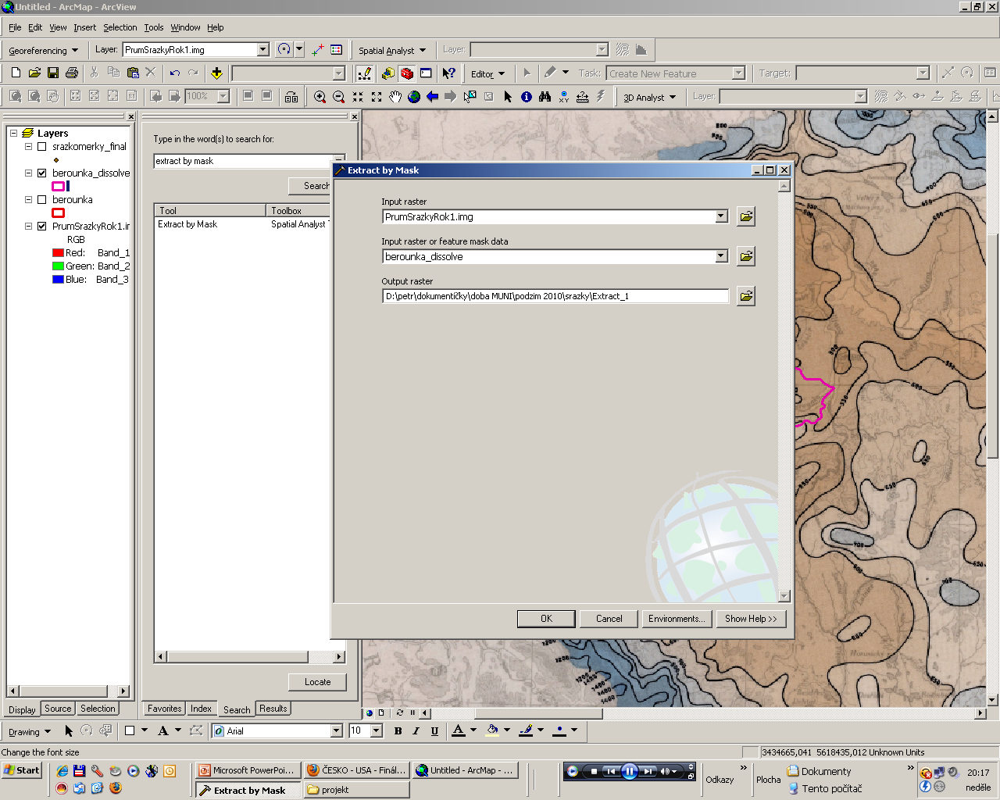 Untitled - ArcMap - ArcView
File Edit View Insert Selection Tools Window Help
Georeferencing Layer: PrumSrazkyRok1.img Spatial Analyst Layer:
Editor Task: Create New Feature Target:
100% 3D Analyst Layer:
Layers
srazkomerky_final
berounka_dissolve
berounka
PrumSrazkyRok1.ir
RGB
Red: Band_1
Green: Band_2
Blue: Band_3
Display Source Selection
Type in the word(s) to search for:
extract by mask
Search
Tool Toolbox
Extract by Mask Spatial Analyst T
Locate
Favorites Index Search Results
Extract by Mask
Input raster
PrumSrazkyRok1.img
Input raster or feature mask data
berounka_dissolve
Output raster
D:\petr\dokumentíčky\doba MUNI\podzim 2010\srazky\Extract_1
OK Cancel Environments... Show Help >>
Drawing A Arial 10 B I U A
Change the font size
3434665,041 5618435,012 Unknown Units
Start
Microsoft PowerPoi... ČESKO - USA - Finál... Untitled - ArcMap - ...
Extract by Mask projekt
Odkazy »
Plocha Dokumenty »
Tento počítač
20:17
neděle